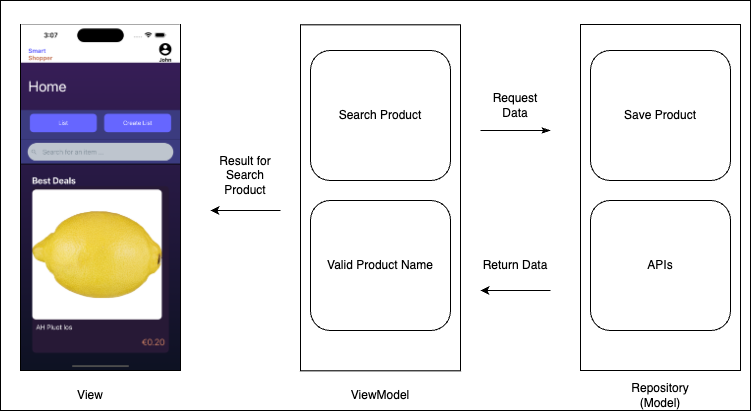 3:07
Smart
Shopper
John
Home
List
Create List
Search for an item ...
Best Deals
AH Plust los
€0.20
View
Result for
Search
Product
Search Product
Valid Product Name
ViewModel
Request
Data
Return Data
Save Product
APIs
Repository
(Model)